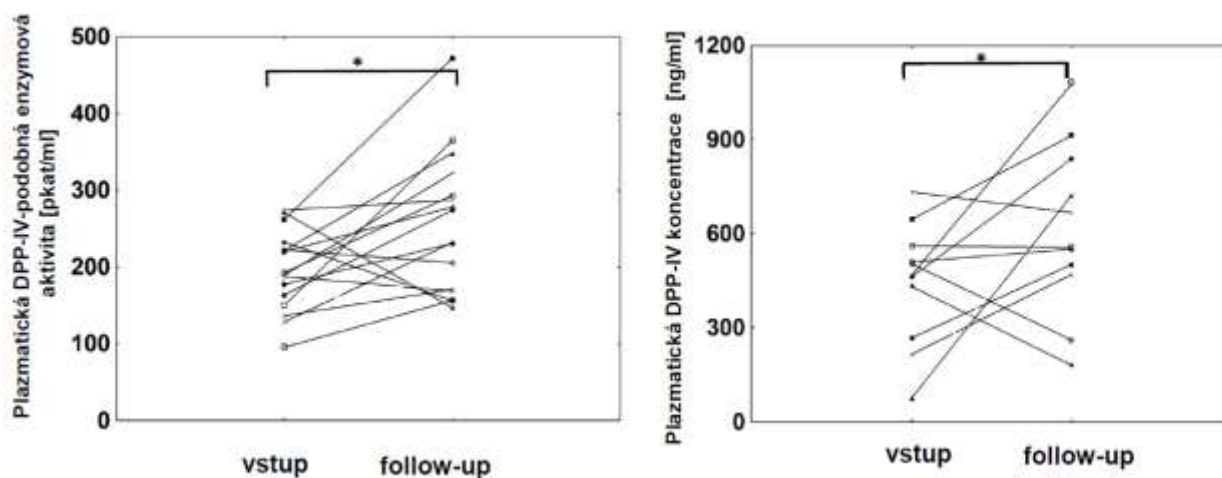 Plazmatická DPP-IV-podobná enzymová
aktivita [pkat/ml]
500
400
300
200
100
0
*
vstup
follow-up
Plazmatická DPP-IV koncentrace [ng/ml]
1200
900
600
300
0
*
vstup
follow-up